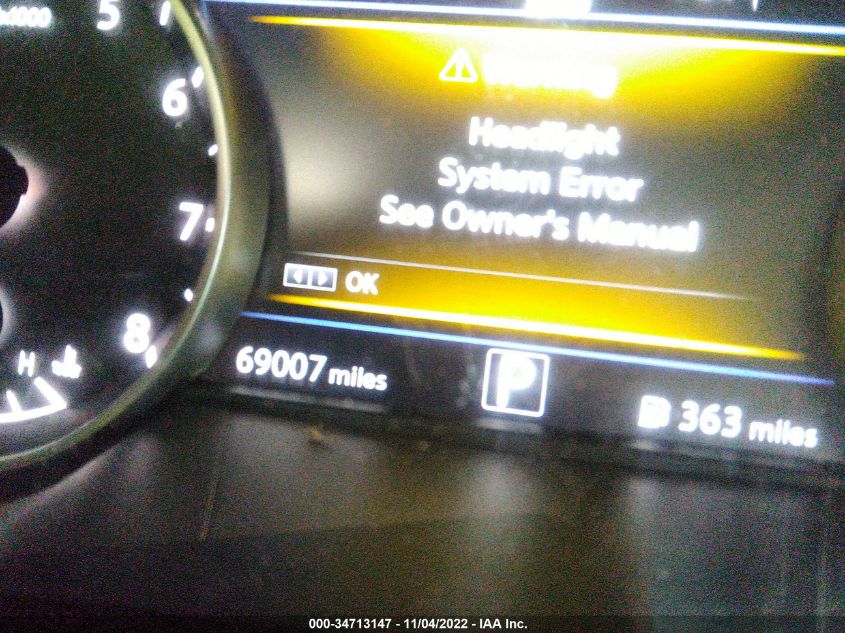 5
6
7
8
H
Warning
Headlight
System Error
See Owner's Manual
OK
69007 miles
P
363 miles
000-34713147 - 11/04/2022 - IAA Inc.